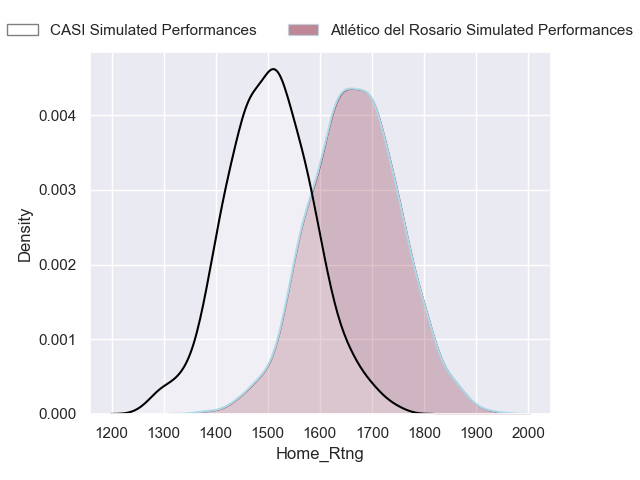 CASI Simulated Performances
Atlético del Rosario Simulated Performances
0.004
0.003
0.002
0.001
0.000
Density
1200 1300 1400 1500 1600 1700 1800 1900 2000
Home_Rtng